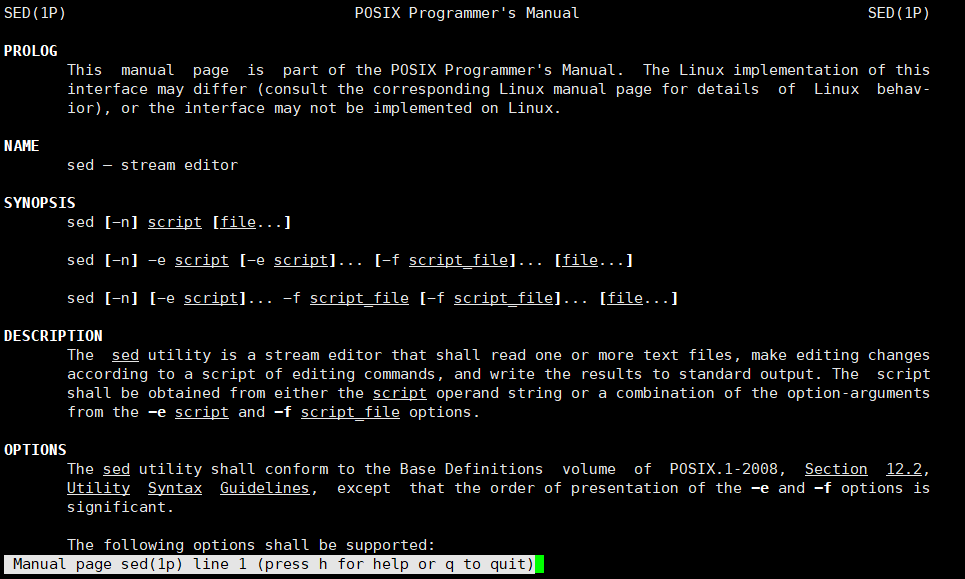 SED(1P) POSIX Programmer's Manual SED(1P)
PROLOG
This manual page is part of the POSIX Programmer's Manual. The Linux implementation of this
interface may differ (consult the corresponding Linux manual page for details of Linux behav-
ior), or the interface may not be implemented on Linux.
NAME
sed — stream editor
SYNOPSIS
sed [−n] script [file...]
sed [−n] −e script [−e script]... [−f script_file]... [file...]
sed [−n] [−e script]... −f script_file [−f script_file]... [file...]
DESCRIPTION
The sed utility is a stream editor that shall read one or more text files, make editing changes
according to a script of editing commands, and write the results to standard output. The script
shall be obtained from either the script operand string or a combination of the option-arguments
from the −e script and −f script_file options.
OPTIONS
The sed utility shall conform to the Base Definitions volume of POSIX.1-2008, Section 12.2,
Utility Syntax Guidelines, except that the order of presentation of the −e and −f options is
significant.
The following options shall be supported:
Manual page sed(1p) line 1 (press h for help or q to quit)